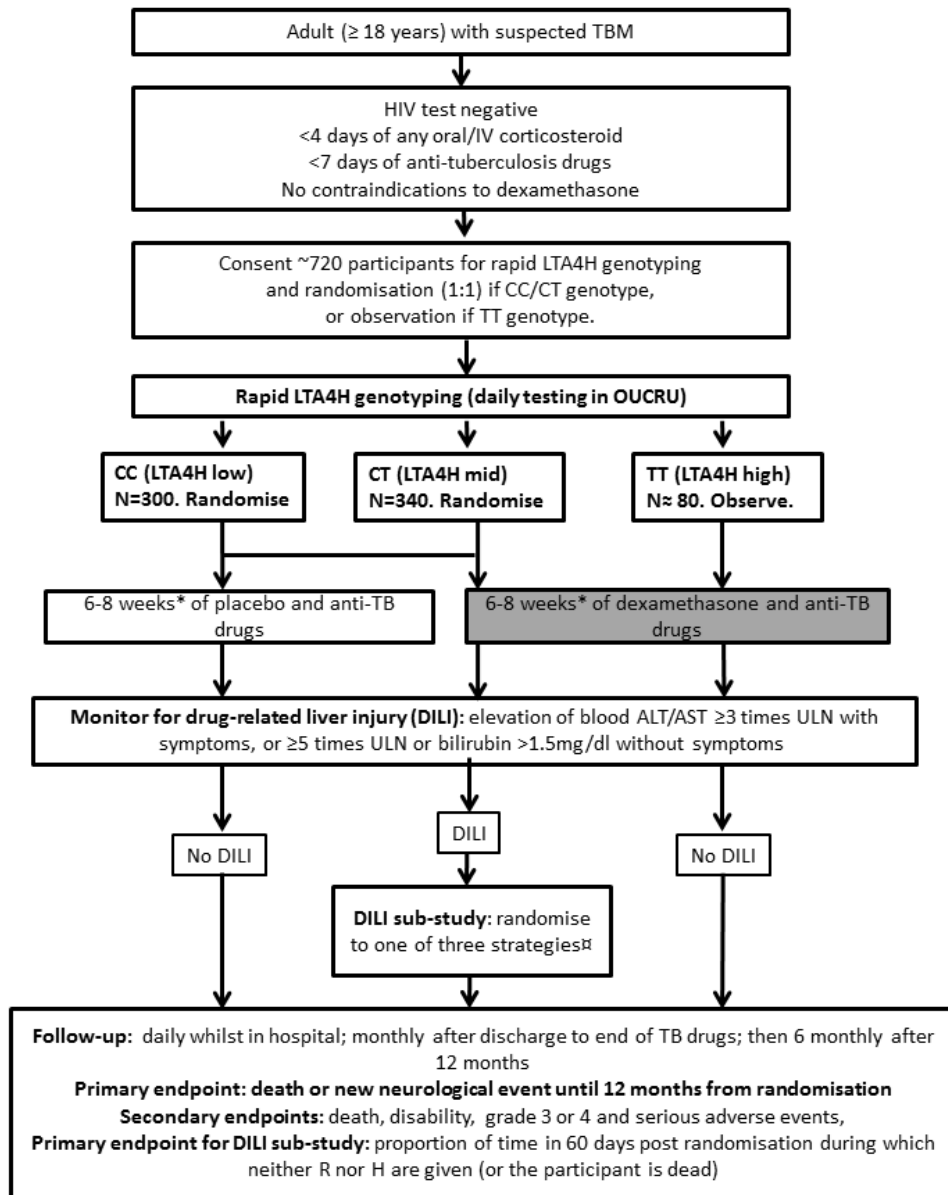 Adult (≥ 18 years) with suspected TBM
HIV test negative
<4 days of any oral/IV corticosteroid
<7 days of anti-tuberculosis drugs
No contraindications to dexamethasone
Consent ~720 participants for rapid LTA4H genotyping
and randomisation (1:1) if CC/CT genotype,
or observation if TT genotype.
Rapid LTA4H genotyping (daily testing in OUCRU)
CC (LTA4H low)
N=300. Randomise
CT (LTA4H mid)
N=340. Randomise
TT (LTA4H high)
N≈ 80. Observe.
6-8 weeks* of placebo and anti-TB
drugs
6-8 weeks* of dexamethasone and anti-TB
drugs
Monitor for drug-related liver injury (DILI): elevation of blood ALT/AST ≥3 times ULN with
symptoms, or ≥5 times ULN or bilirubin >1.5mg/dl without symptoms
No DILI
DILI
No DILI
DILI sub-study: randomise
to one of three strategies¤
Follow-up: daily whilst in hospital; monthly after discharge to end of TB drugs; then 6 monthly after
12 months
Primary endpoint: death or new neurological event until 12 months from randomisation
Secondary endpoints: death, disability, grade 3 or 4 and serious adverse events,
Primary endpoint for DILI sub-study: proportion of time in 60 days post randomisation during which
neither R nor H are given (or the participant is dead)